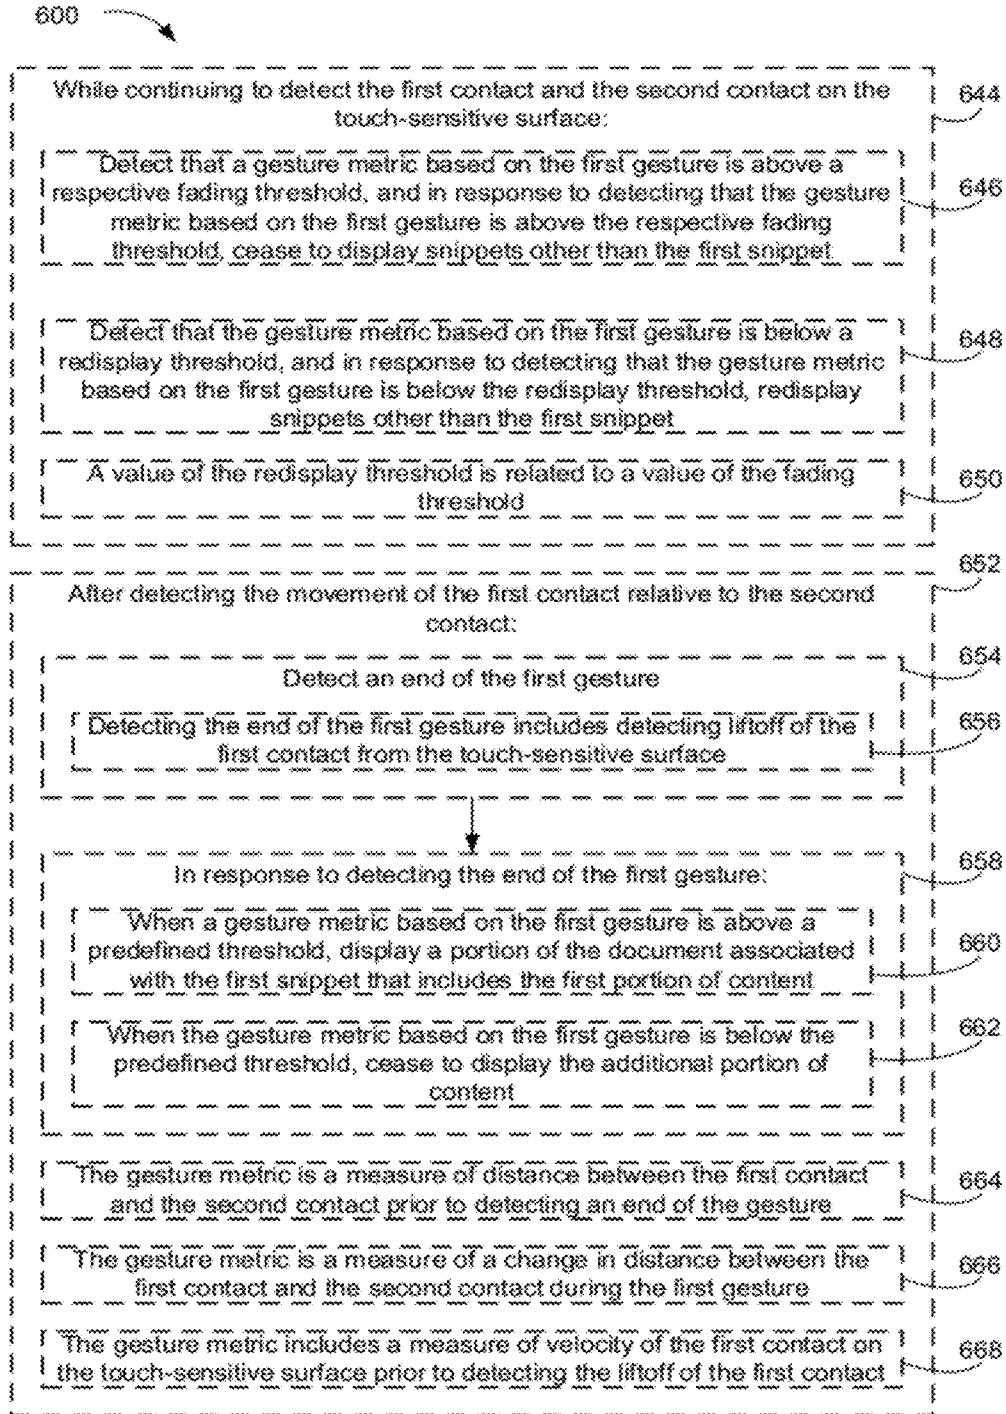 600
While continuing to detect the first contact and the second contact on the
touch-sensitive surface:
644
Detect that a gesture metric based on the first gesture is above a
respective fading threshold, and in response to detecting that the gesture
metric based on the first gesture is above the respective fading
threshold, cease to display snippets other than the first snippet
646
Detect that the gesture metric based on the first gesture is below a
redisplay threshold, and in response to detecting that the gesture metric
based on the first gesture is below the redisplay threshold, redisplay
snippets other than the first snippet
648
A value of the redisplay threshold is related to a value of the fading
threshold
650
652
After detecting the movement of the first contact relative to the second
contact:
Detect an end of the first gesture
654
Detecting the end of the first gesture includes detecting liftoff of the
first contact from the touch-sensitive surface
656
In response to detecting the end of the first gesture:
658
When a gesture metric based on the first gesture is above a
predefined threshold, display a portion of the document associated
with the first snippet that includes the first portion of content
660
When the gesture metric based on the first gesture is below the
predefined threshold, cease to display the additional portion of
content
662
The gesture metric is a measure of distance between the first contact
and the second contact prior to detecting an end of the gesture
664
The gesture metric is a measure of a change in distance between the
first contact and the second contact during the first gesture
666
The gesture metric includes a measure of velocity of the first contact on
the touch-sensitive surface prior to detecting the liftoff of the first contact
668